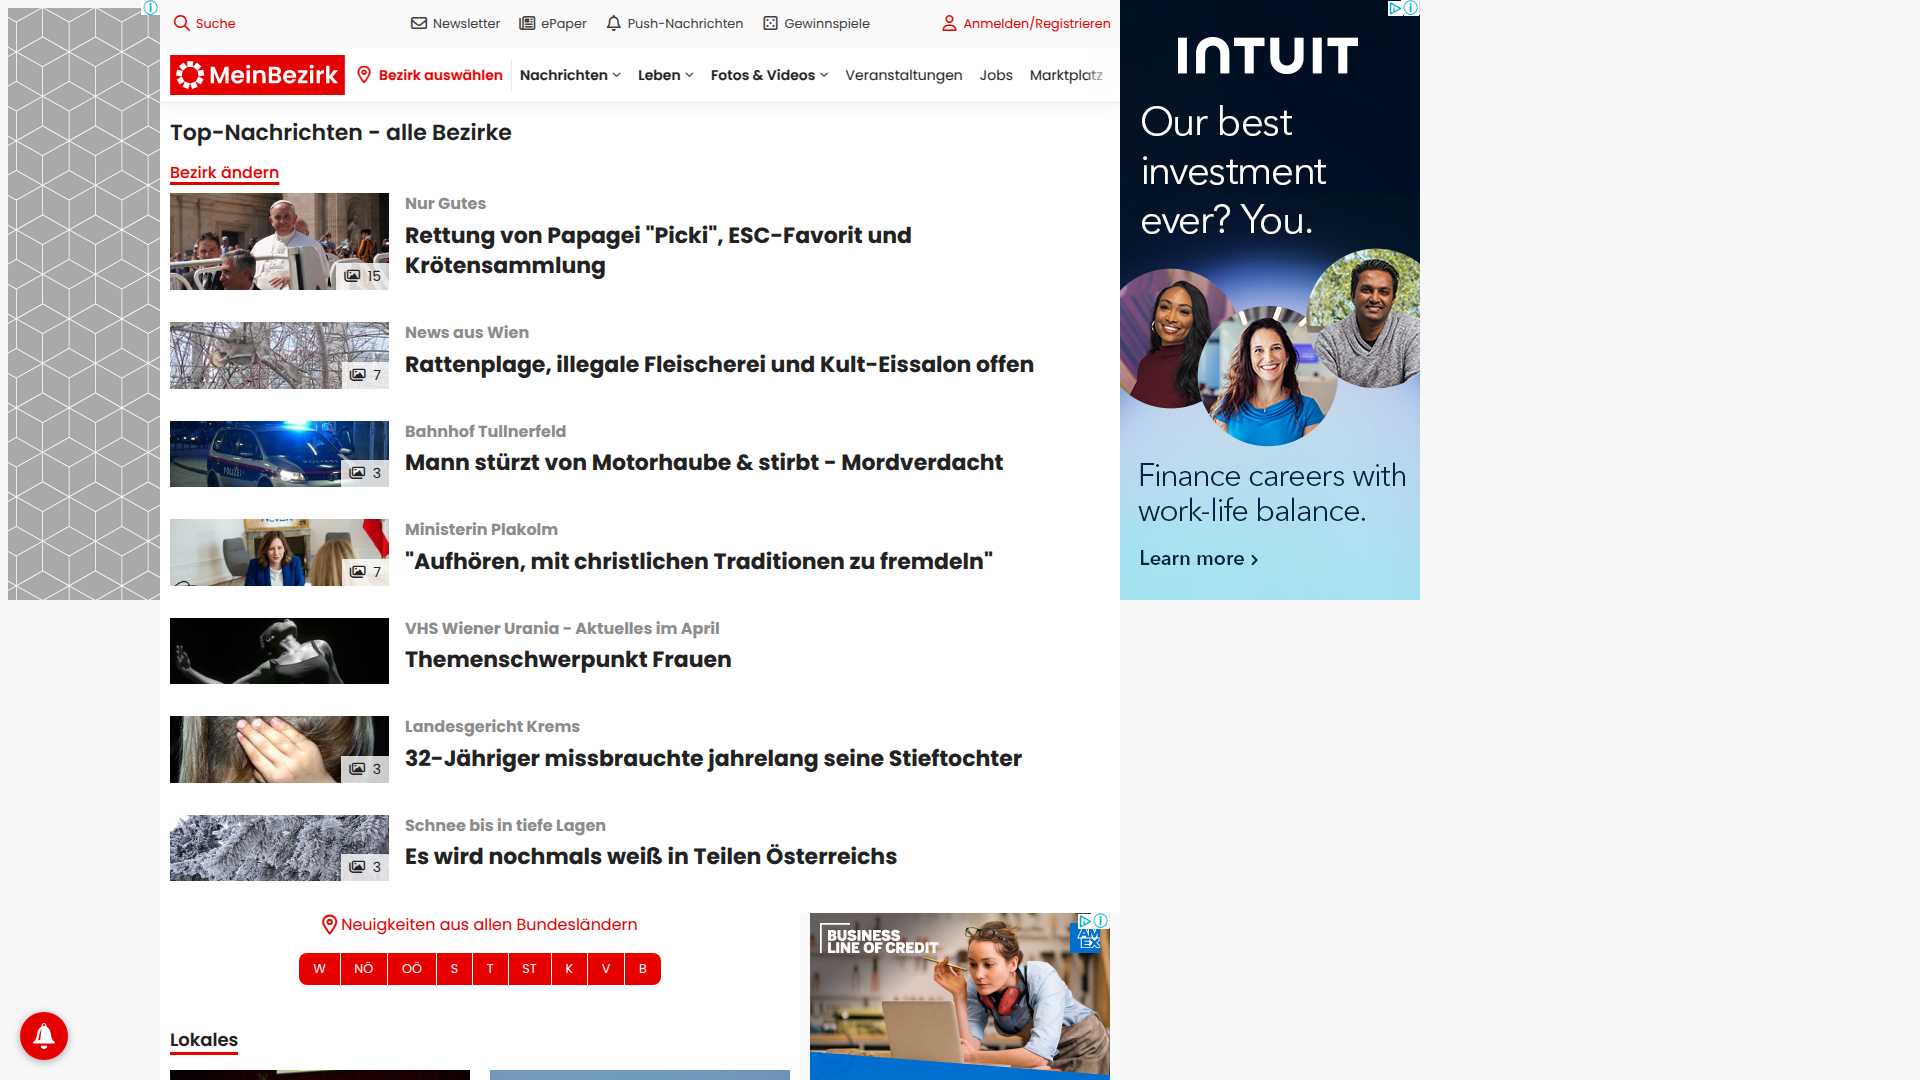 Suche
Newsletter
ePaper
Push-Nachrichten
Gewinnspiele
Anmelden/Registrieren
MeinBezirk
Bezirk auswählen
Nachrichten
Leben
Fotos & Videos
Veranstaltungen
Jobs
Marktplatz
Top-Nachrichten - alle Bezirke
Bezirk ändern
15
Nur Gutes
Rettung von Papagei "Picki", ESC-Favorit und
Krötensammlung
7
News aus Wien
Rattenplage, illegale Fleischerei und Kult-Eissalon offen
POLIZEI
3
Bahnhof Tullnerfeld
Mann stürzt von Motorhaube & stirbt - Mordverdacht
7
Ministerin Plakolm
"Aufhören, mit christlichen Traditionen zu fremdeln"
VHS Wiener Urania - Aktuelles im April
Themenschwerpunkt Frauen
3
Landesgericht Krems
32-Jähriger missbrauchte jahrelang seine Stieftochter
3
Schnee bis in tiefe Lagen
Es wird nochmals weiß in Teilen Österreichs
Neuigkeiten aus allen Bundesländern
W
NÖ
OÖ
S
T
ST
K
V
B
Lokales
BUSINESS
LINE OF CREDIT
AM
EX
INTUIT
Our best
investment
ever? You.
Finance careers with
work-life balance.
Learn more >